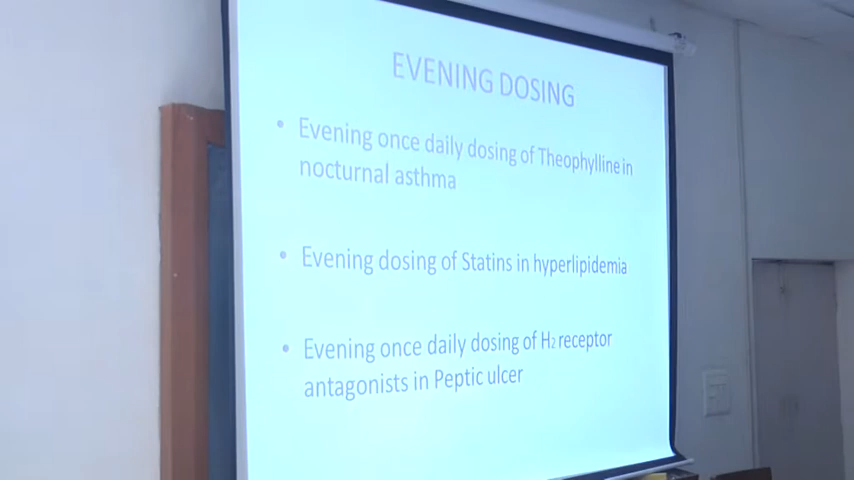 EVENING DOSING
• Evening once daily dosing of Theophylline in
nocturnal asthma
• Evening dosing of Statins in hyperlipidemia
• Evening once daily dosing of H₂ receptor
antagonists in Peptic ulcer